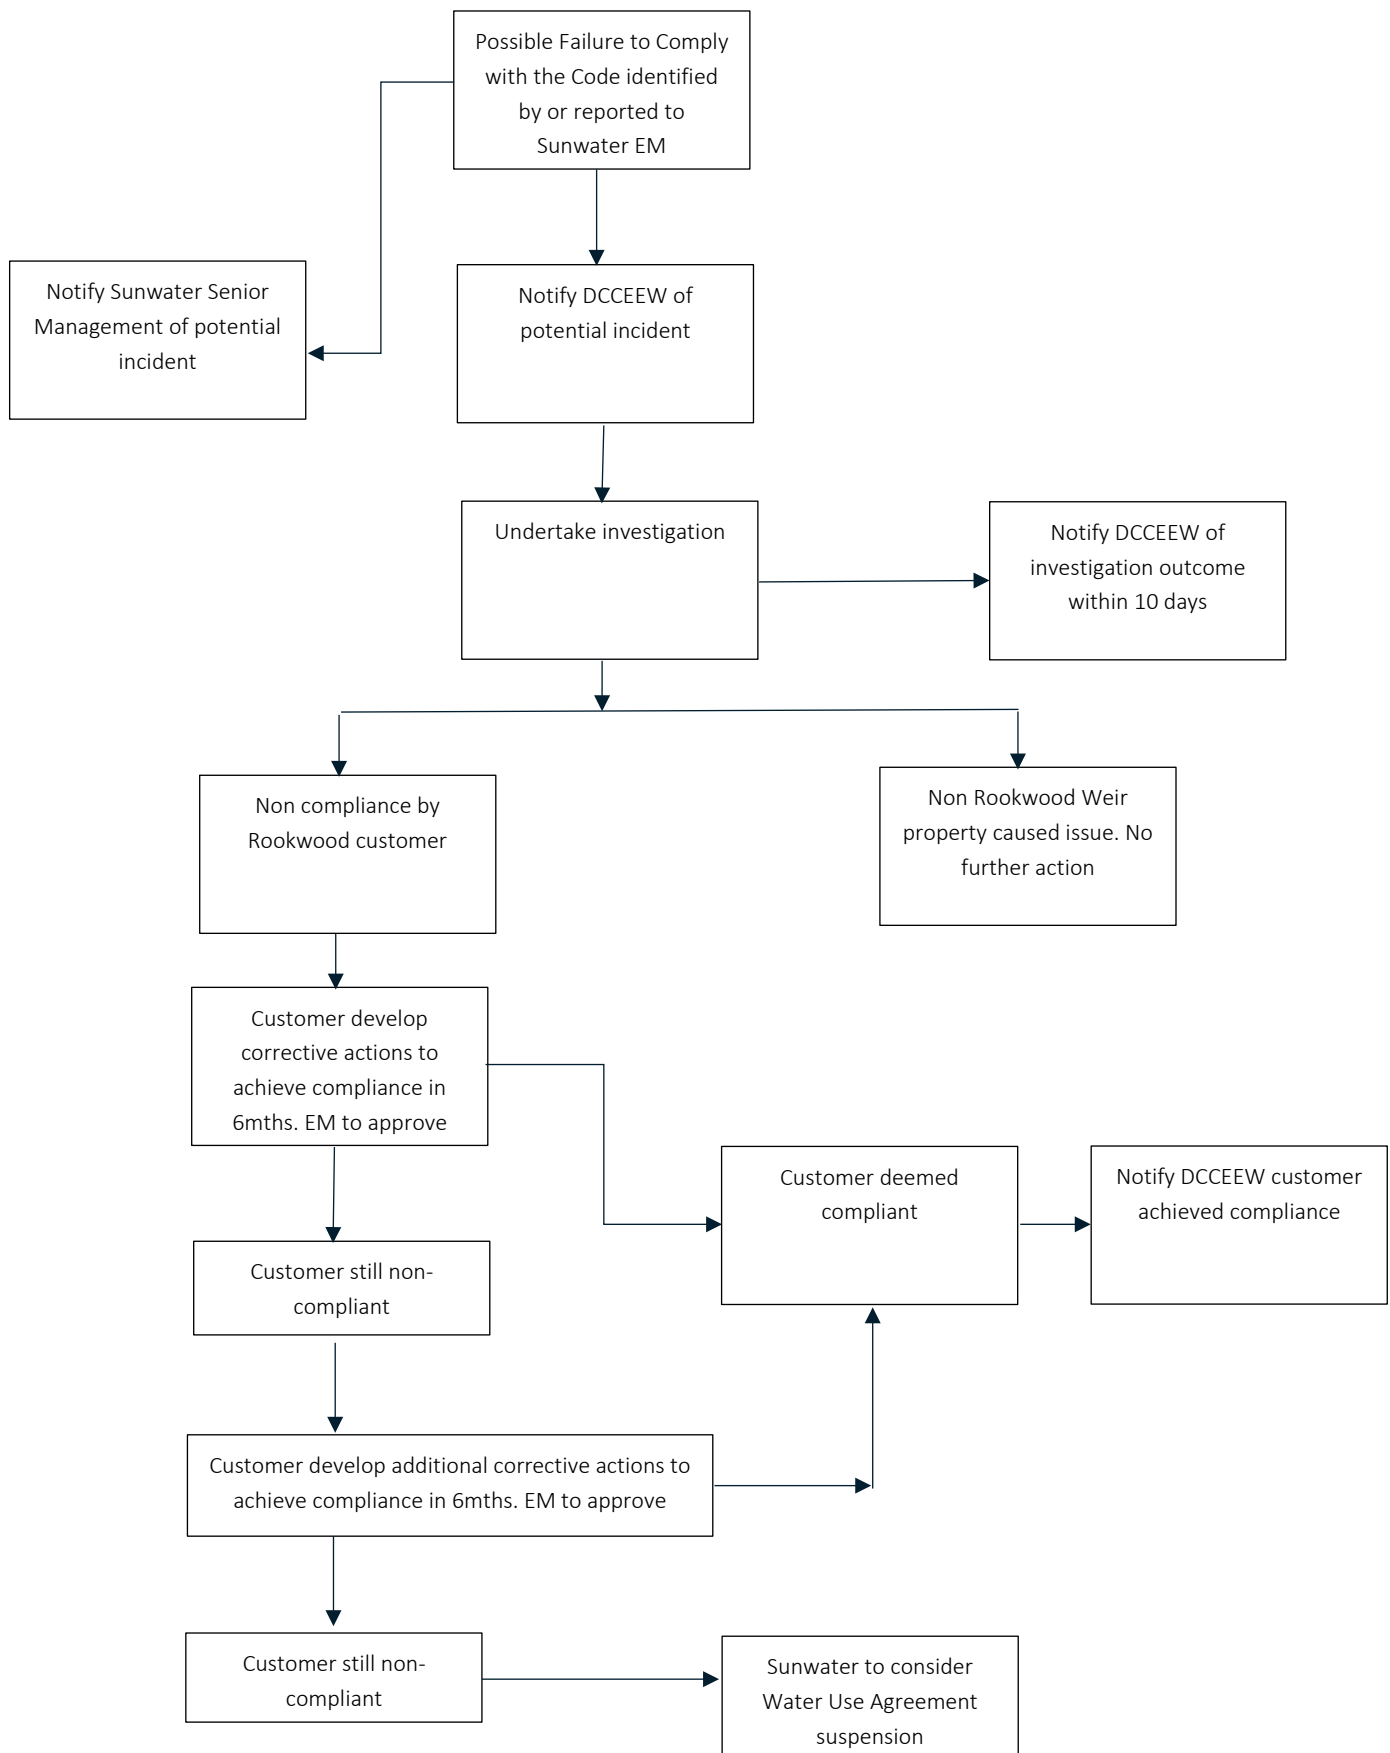 Possible Failure to Comply
with the Code identified
by or reported to
Sunwater EM
Notify Sunwater Senior
Management of potential
incident
Notify DCCEEW of
potential incident
Undertake investigation
Notify DCCEEW of
investigation outcome
within 10 days
Non compliance by
Rookwood customer
Non Rookwood Weir
property caused issue. No
further action
Customer develop
corrective actions to
achieve compliance in
6mths. EM to approve
Customer deemed
compliant
Notify DCCEEW customer
achieved compliance
Customer still non-
compliant
Customer develop additional corrective actions to
achieve compliance in 6mths. EM to approve
Customer still non-
compliant
Sunwater to consider
Water Use Agreement
suspension